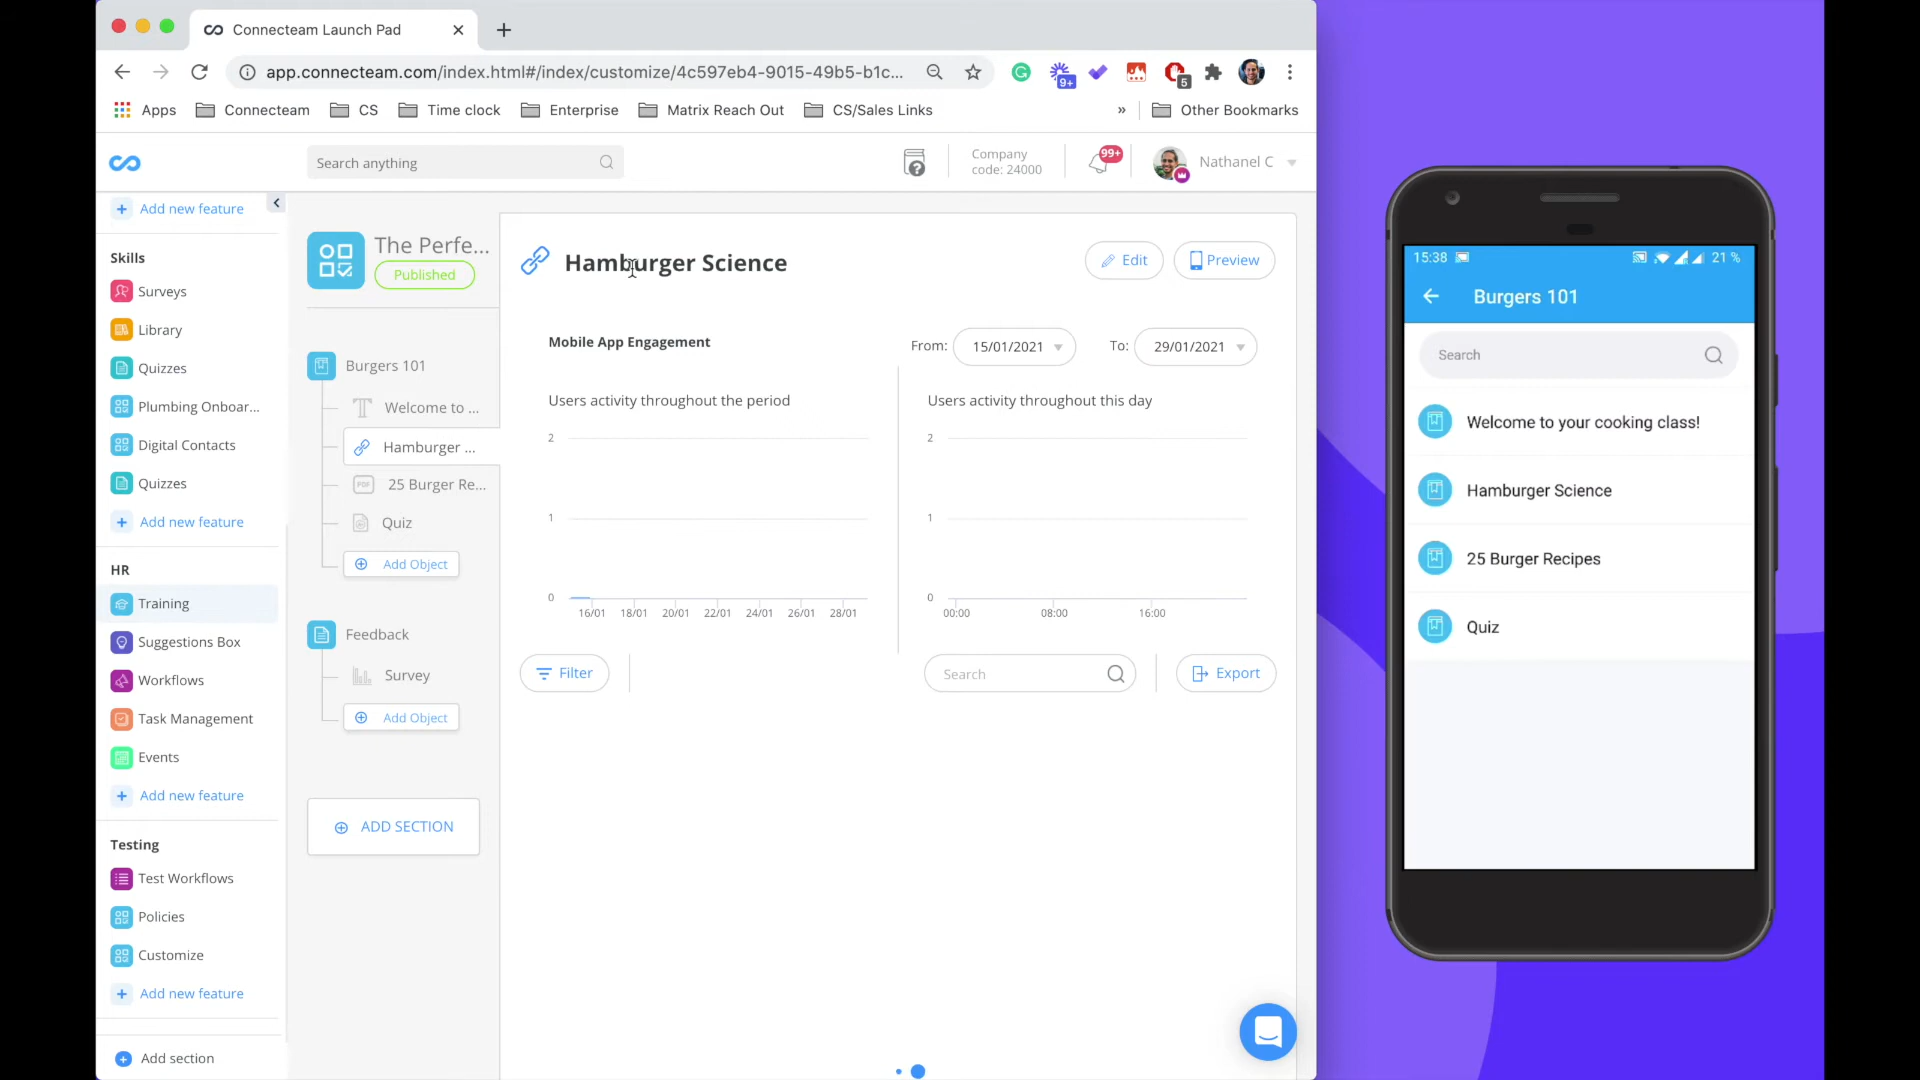 Connecteam Launch Pad
app.connecteam.com/index.html#/index/customize/4c597eb4-9015-49b5-b1c...
9+
5
Apps
Connecteam
CS
Time clock
Enterprise
Matrix Reach Out
CS/Sales Links
»
Other Bookmarks
Search anything
Company
code: 24000
99+
Nathanel C
Add new feature
Skills
Surveys
Library
Quizzes
Plumbing Onboar...
Digital Contacts
Quizzes
Add new feature
HR
Training
Suggestions Box
Workflows
Task Management
Events
Add new feature
Testing
Test Workflows
Policies
Customize
Add new feature
Add section
The Perfe...
Published
Burgers 101
Welcome to ...
Hamburger ...
PDF
25 Burger Re...
Quiz
Add Object
Feedback
Survey
Add Object
ADD SECTION
Hamburger Science
Edit
Preview
Mobile App Engagement
From:
15/01/2021
To:
29/01/2021
Users activity throughout the period
2
1
0
16/01 18/01 20/01 22/01 24/01 26/01 28/01
Users activity throughout this day
2
1
0
00:00 08:00 16:00
Filter
Search
Export
15:38
21 %
Burgers 101
Search
Welcome to your cooking class!
Hamburger Science
25 Burger Recipes
Quiz